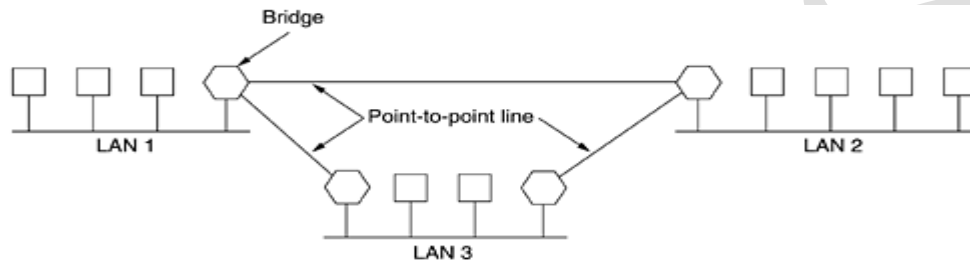 Bridge
Point-to-point line
LAN 1
LAN 2
LAN 3